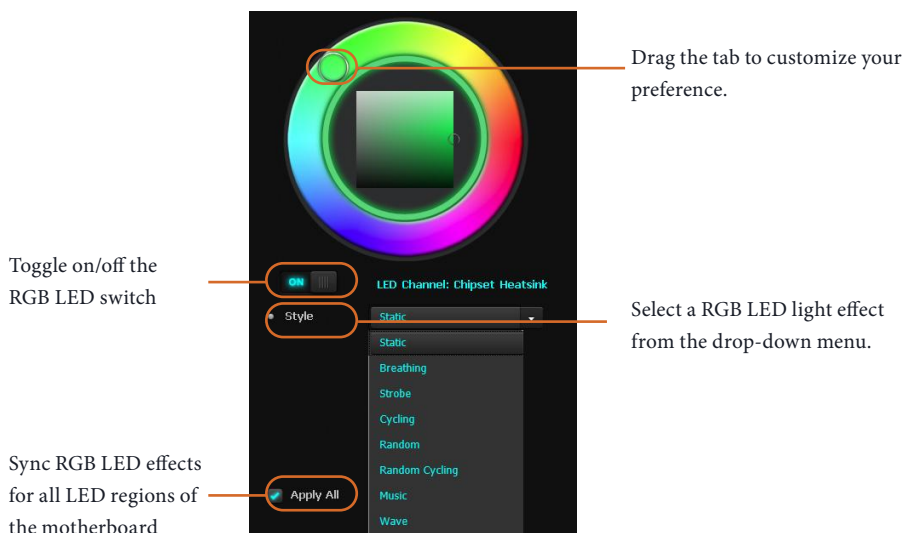 Drag the tab to customize your
preference.
Toggle on/off the
RGB LED switch
ON
LED Channel: Chipset Heatsink
Style
Static
Select a RGB LED light effect
from the drop-down menu.
Static
Breathing
Strobe
Cycling
Random
Random Cycling
Music
Wave
Sync RGB LED effects
for all LED regions of
the motherboard
Apply All